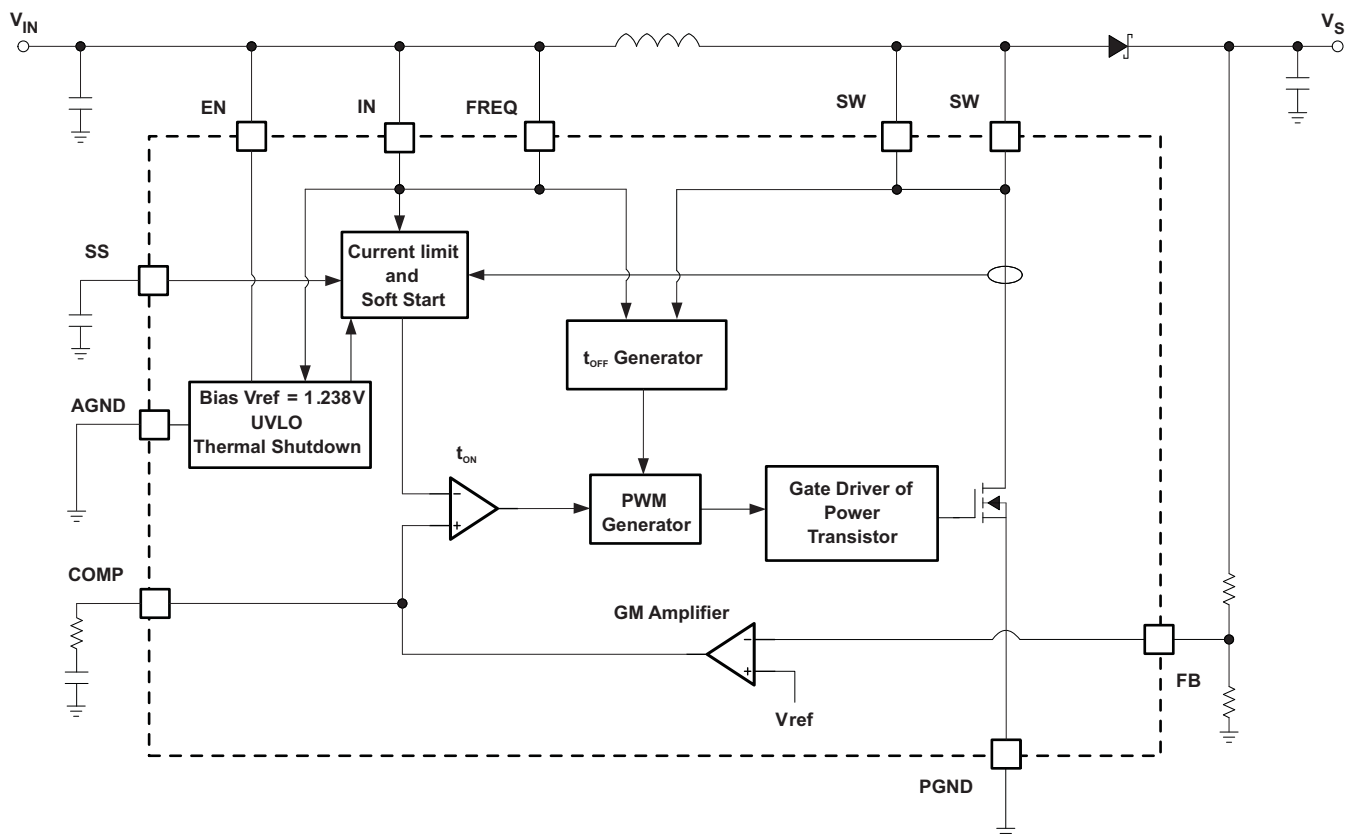 VIN
VS
EN
IN
FREQ
SW
SW
SS
Current limit
and
Soft Start
tOFF Generator
AGND
Bias Vref = 1.238V
UVLO
Thermal Shutdown
tON
−
+
PWM
Generator
Gate Driver of
Power
Transistor
COMP
GM Amplifier
−
+
Vref
FB
PGND